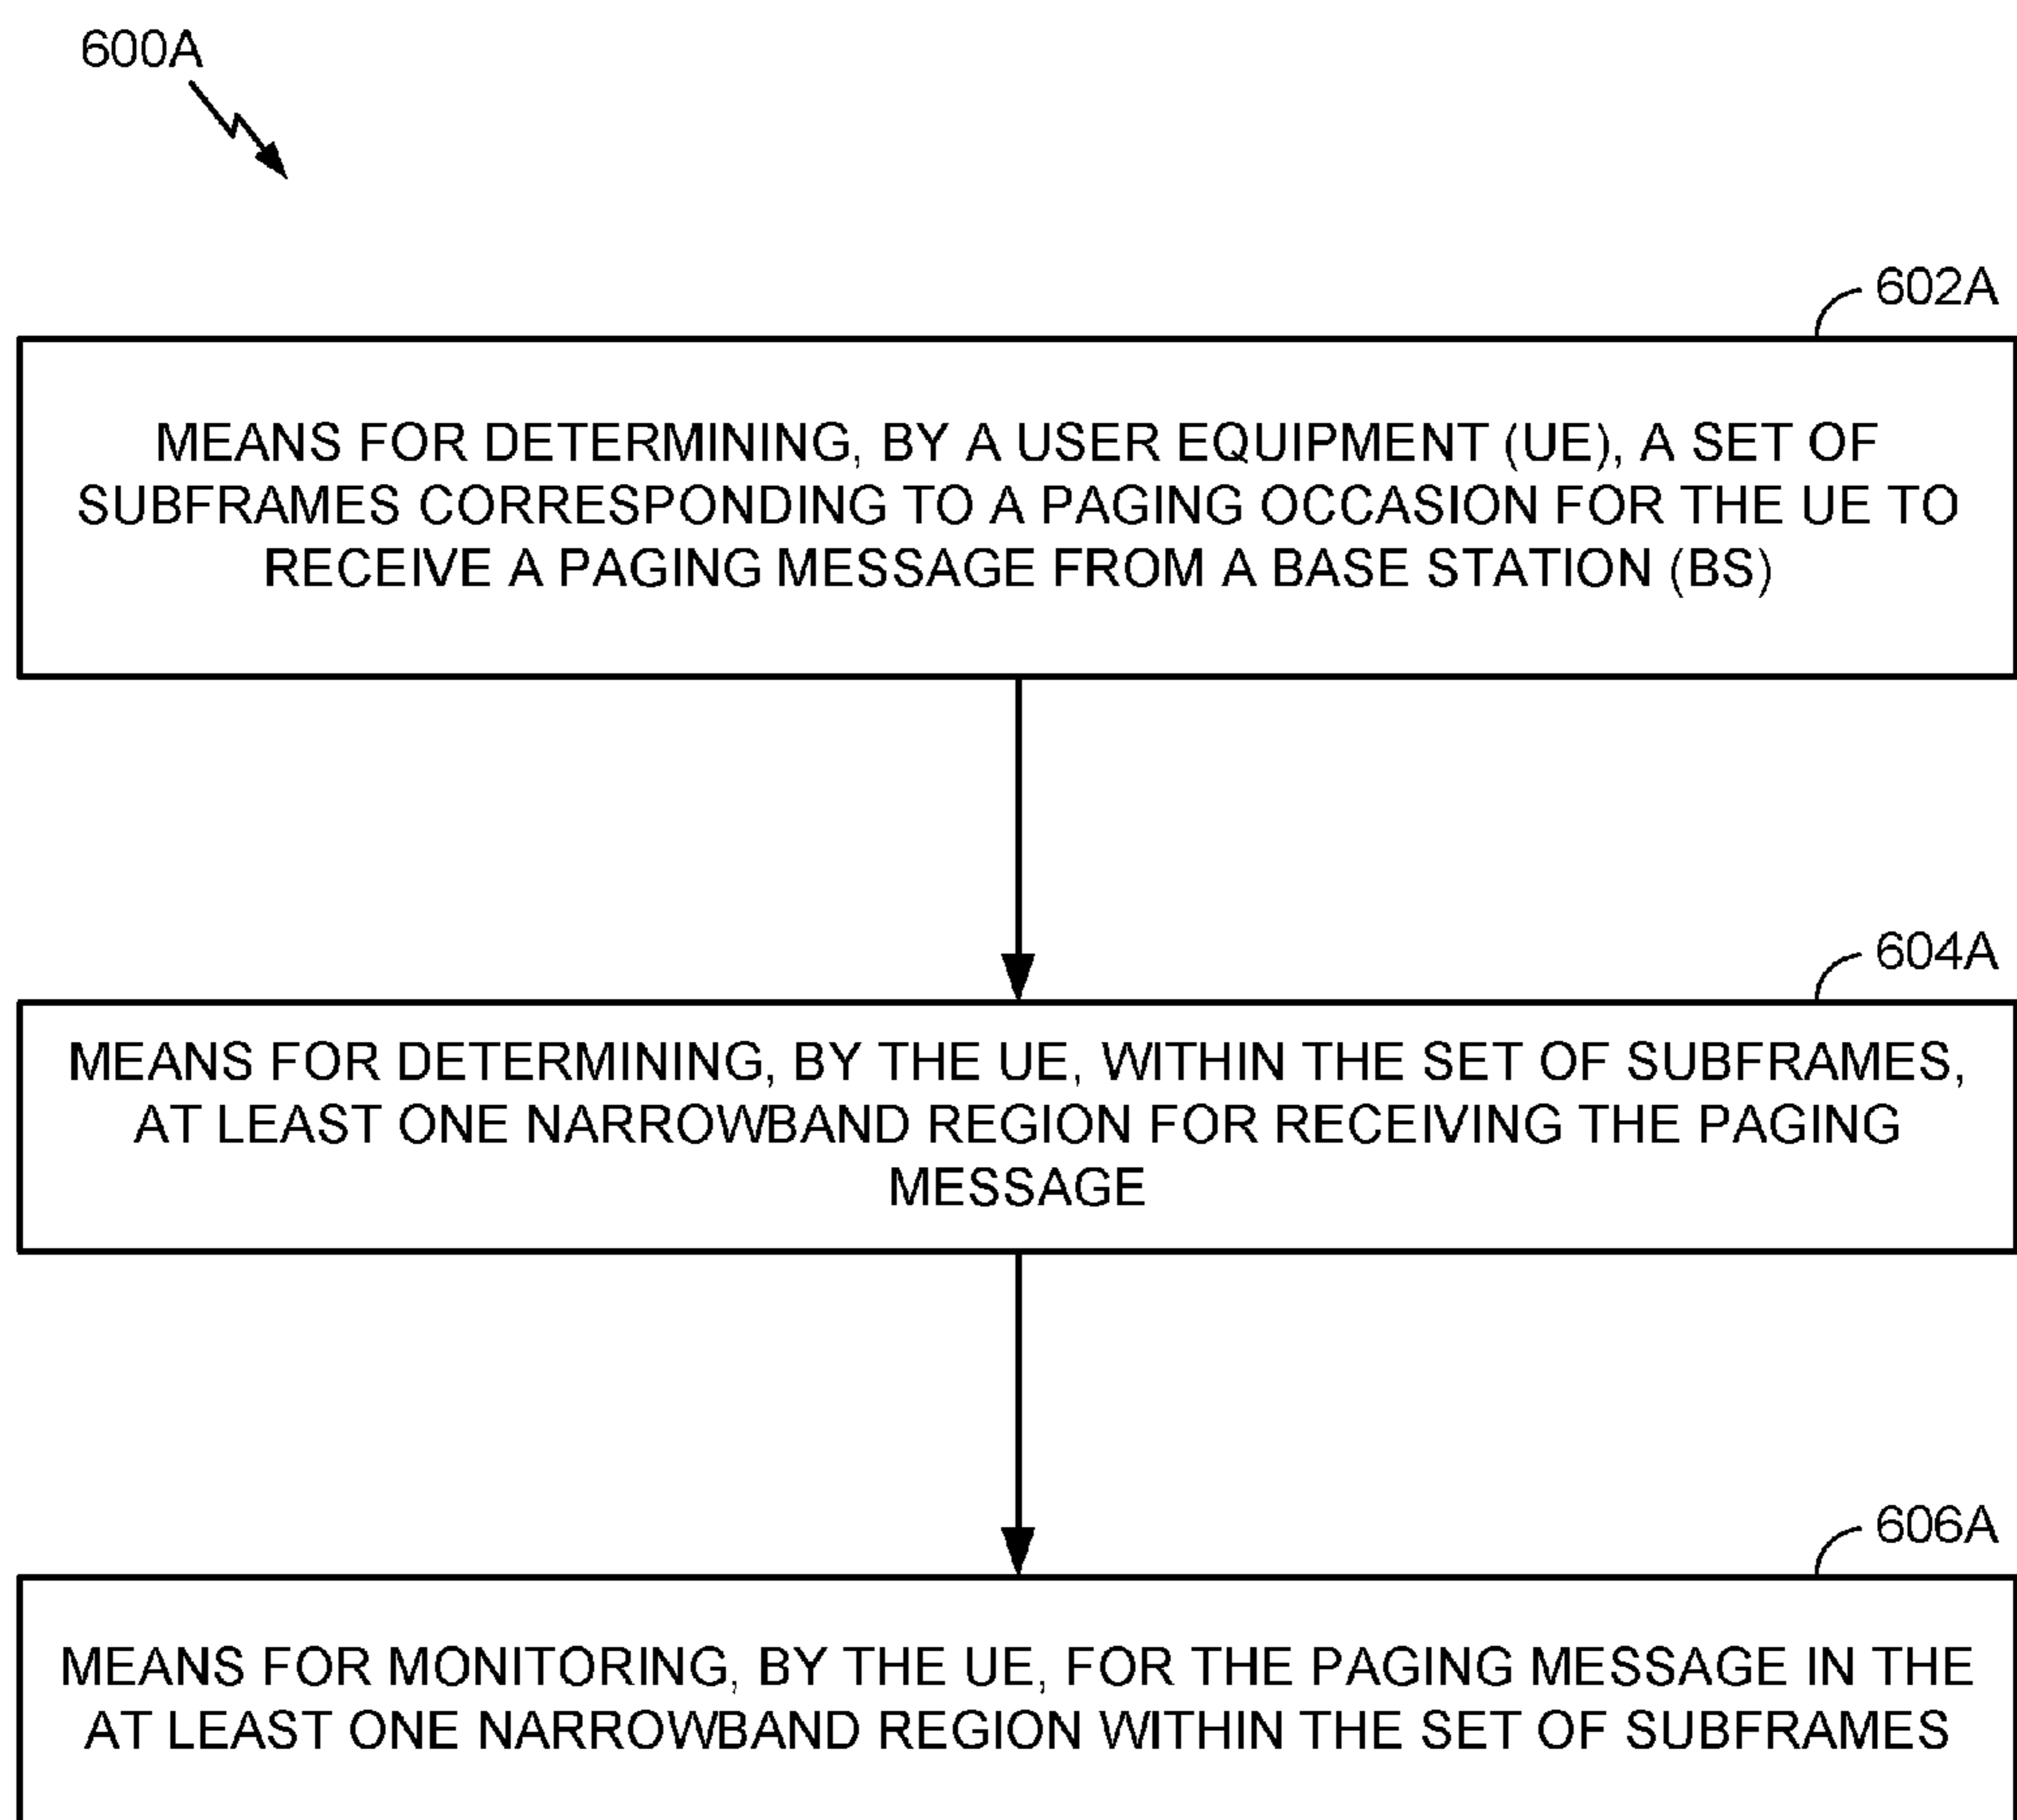 600A
602A
MEANS FOR DETERMINING, BY A USER EQUIPMENT (UE), A SET OF
SUBFRAMES CORRESPONDING TO A PAGING OCCASION FOR THE UE TO
RECEIVE A PAGING MESSAGE FROM A BASE STATION (BS)
604A
MEANS FOR DETERMINING, BY THE UE, WITHIN THE SET OF SUBFRAMES,
AT LEAST ONE NARROWBAND REGION FOR RECEIVING THE PAGING
MESSAGE
606A
MEANS FOR MONITORING, BY THE UE, FOR THE PAGING MESSAGE IN THE
AT LEAST ONE NARROWBAND REGION WITHIN THE SET OF SUBFRAMES